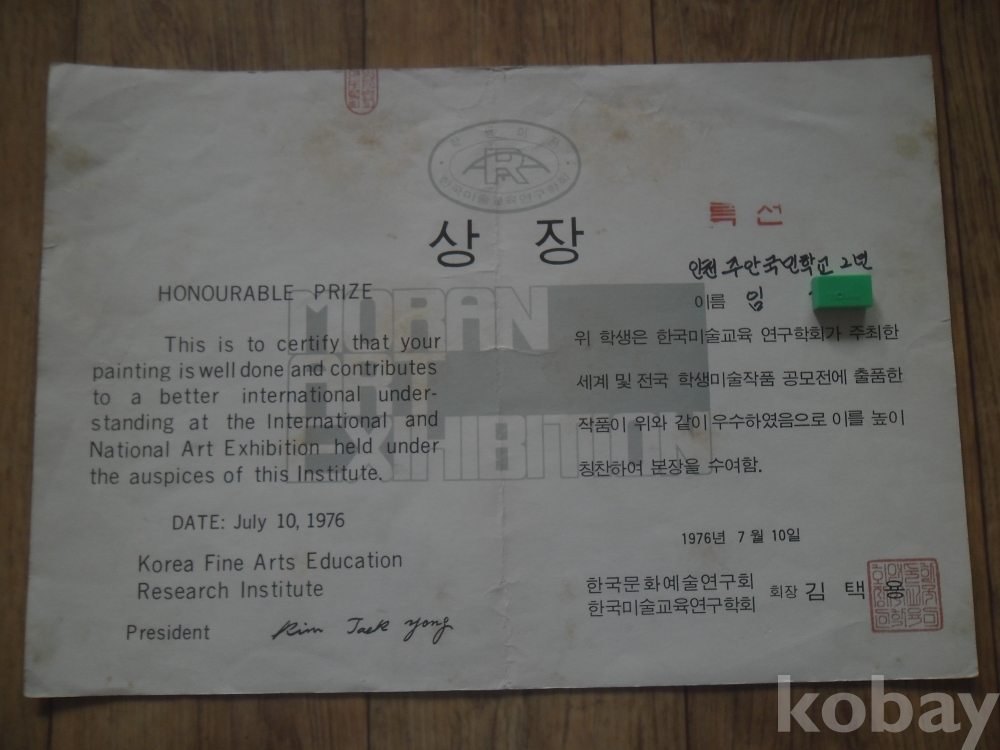 상 장
특선
HONOURABLE PRIZE
This is to certify that your
painting is well done and contributes
to a better international under-
standing at the International and
National Art Exhibition held under
the auspices of this Institute.
DATE: July 10, 1976
Korea Fine Arts Education
Research Institute
President Kim Taek Yong
인천 주안국민학교 2년
이름 임
위 학생은 한국미술교육 연구학회가 주최한
세계 및 전국 학생미술작품 공모전에 출품한
작품이 위와 같이 우수하였음으로 이를 높이
칭찬하여 본장을 수여함.
1976년 7월 10일
한국문화예술연구회
한국미술교육연구학회
회장 김 택 용
MORAN
ART
EXHIBITION
kobay